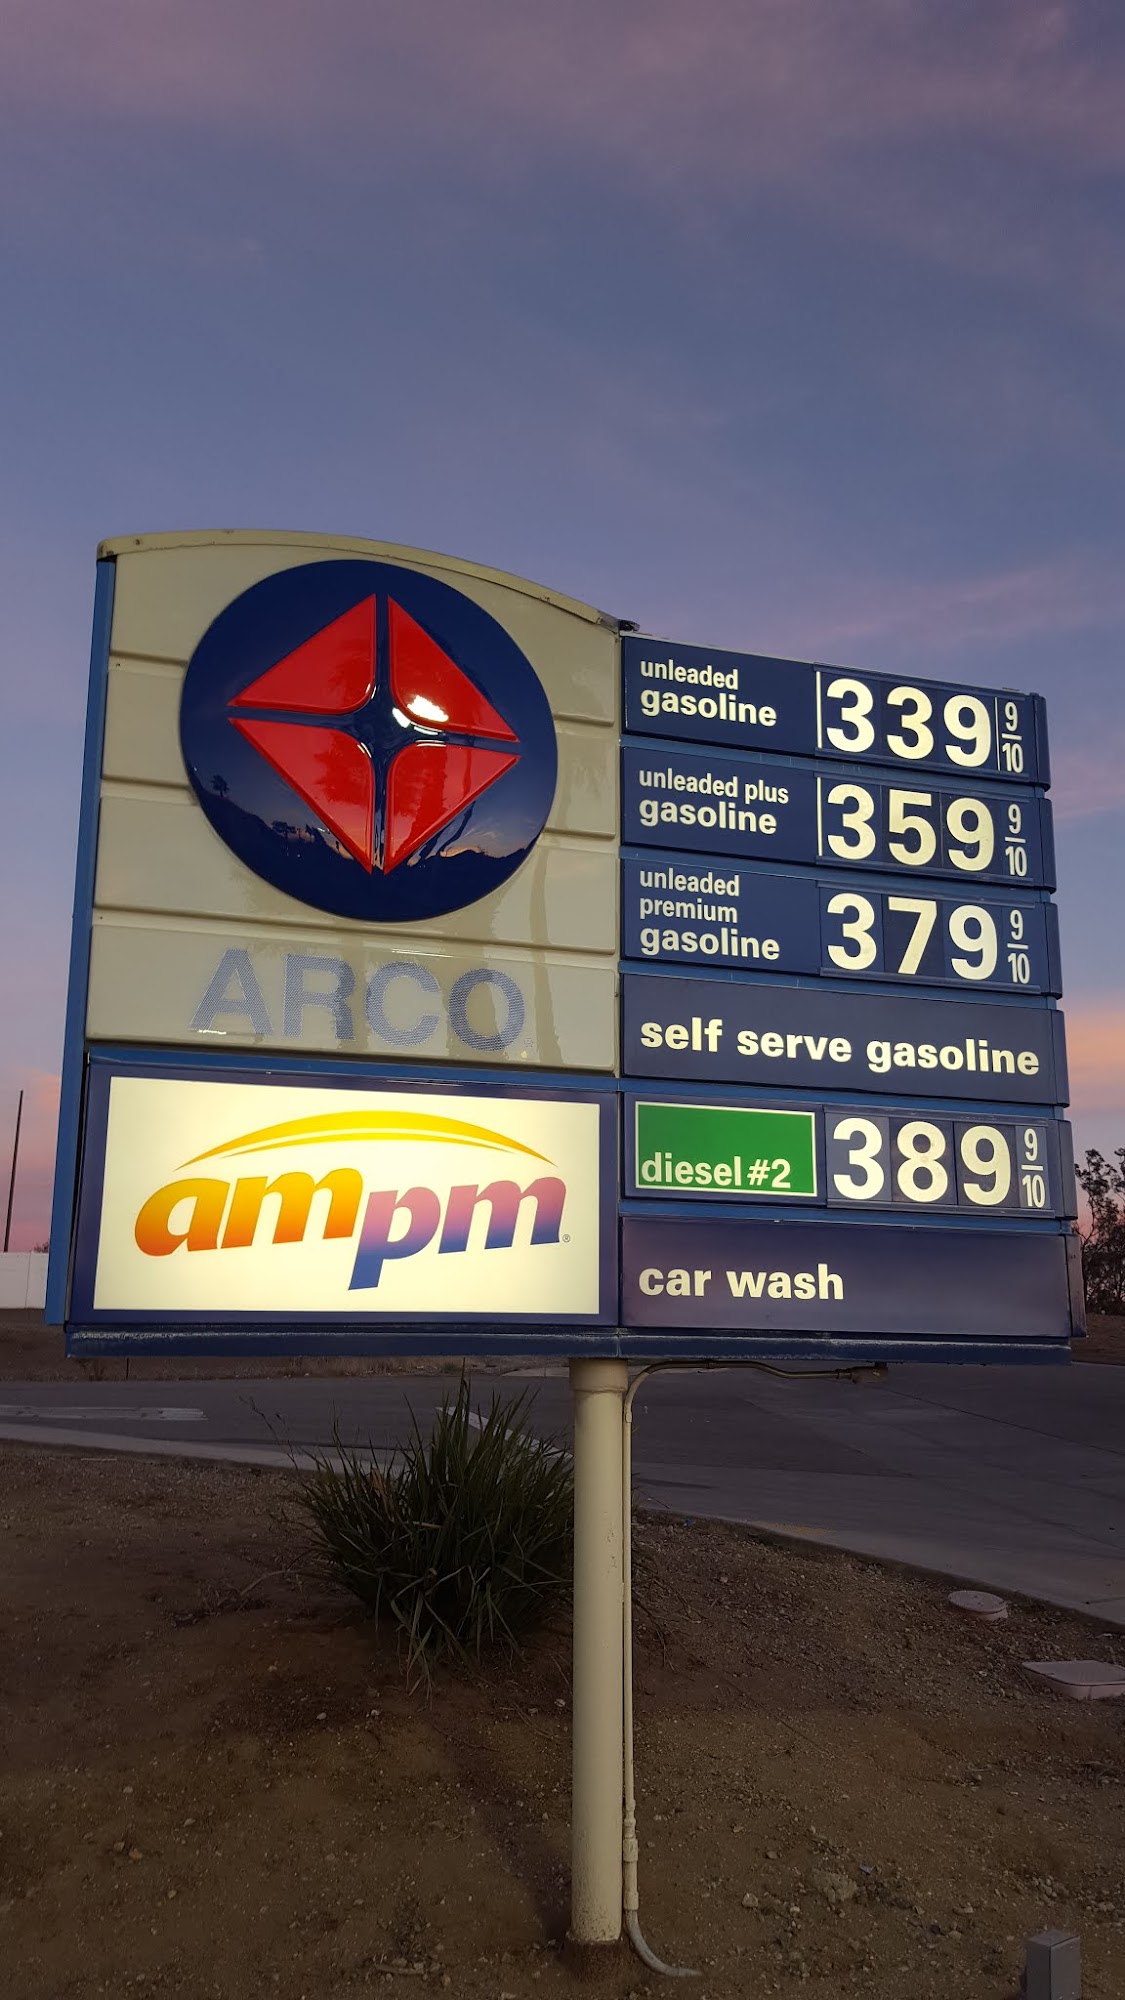 ARCO
ampm®
unleaded
gasoline
339 9/10
unleaded plus
gasoline
359 9/10
unleaded
premium
gasoline
379 9/10
self serve gasoline
diesel #2
389 9/10
car wash